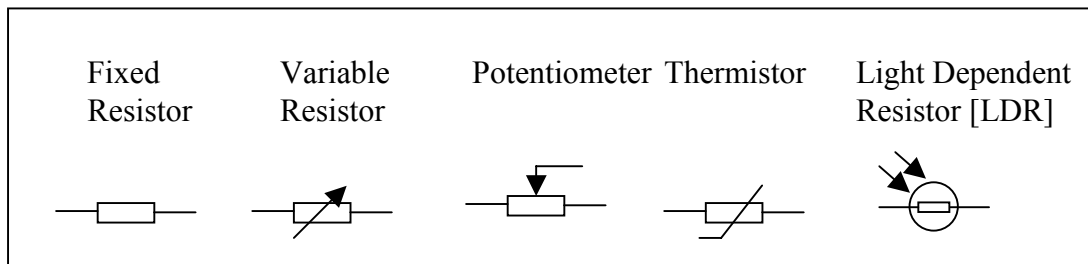 Fixed
Resistor
Variable
Resistor
Potentiometer
Thermistor
Light Dependent
Resistor [LDR]